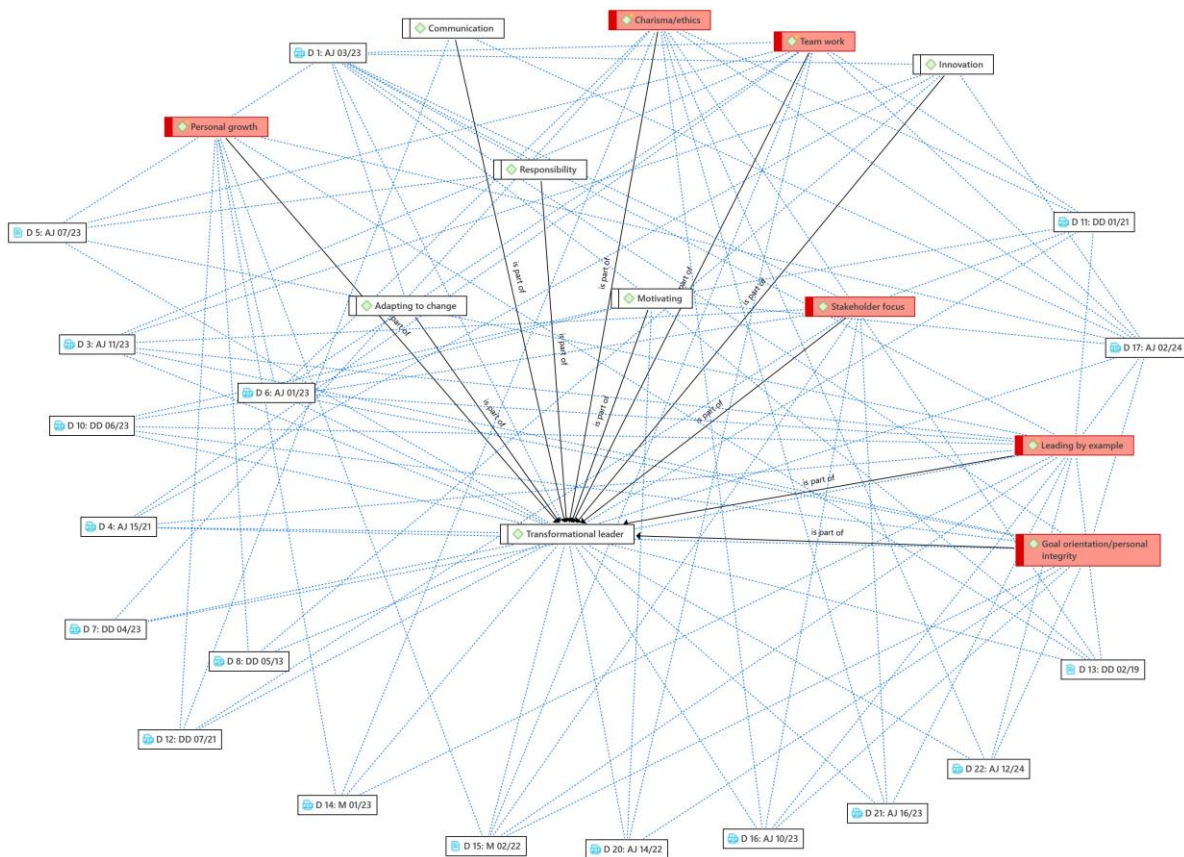 Charisma/ethics
Communication
Team work
D 1: AJ 03/23
Innovation
Personal growth
Responsibility
D 11: DD 01/21
D 5: AJ 07/23
is part of
is part of
is part of
is part of
Motivating
Adapting to change
Stakeholder focus
is part of
is part of
D 3: AJ 11/23
D 17: AJ 02/24
D 6: AJ 01/23
is part of
is part of
is part of
D 10: DD 06/23
Leading by example
is part of
D 4: AJ 15/21
Transformational leader
is part of
Goal orientation/personal
integrity
D 7: DD 04/23
D 8: DD 05/13
D 13: DD 02/19
D 12: DD 07/21
D 22: AJ 12/24
D 14: M 01/23
D 21: AJ 16/23
D 16: AJ 10/23
D 15: M 02/22
D 20: AJ 14/22